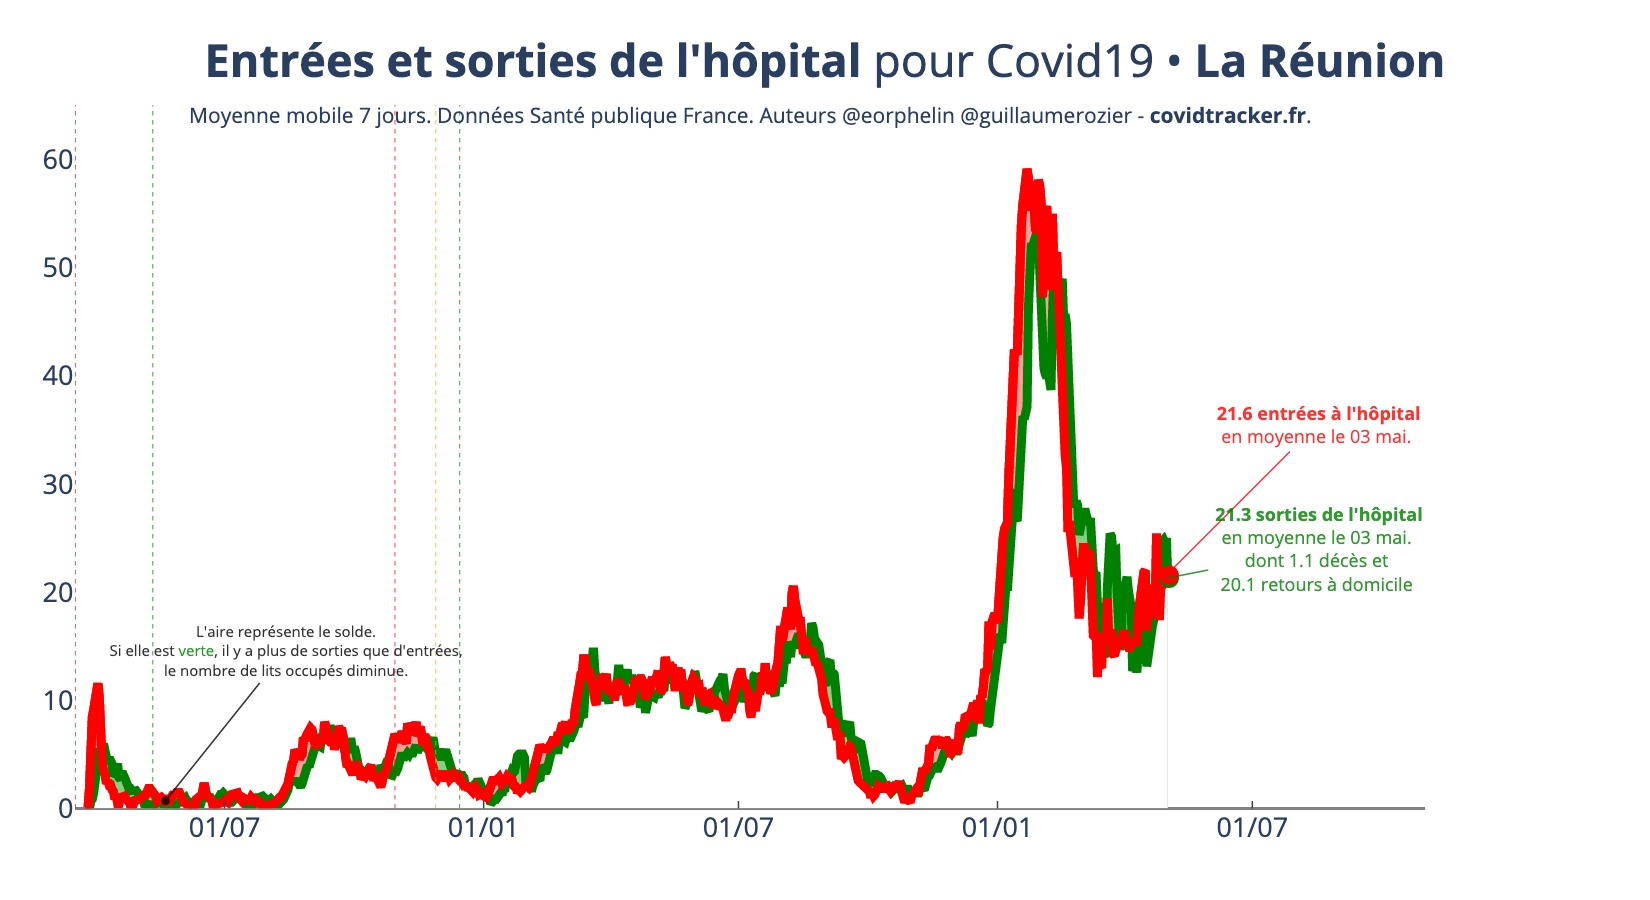 Entrées et sorties de l'hôpital pour Covid19 • La Réunion
Moyenne mobile 7 jours. Données Santé publique France. Auteurs @eorphelin @guillaumerozier - covidtracker.fr.
60
50
40
30
20
10
0
21.6 entrées à l'hôpital
en moyenne le 03 mai.
21.3 sorties de l'hôpital
en moyenne le 03 mai.
dont 1.1 décès et
20.1 retours à domicile
L'aire représente le solde.
Si elle est verte, il y a plus de sorties que d'entrées,
le nombre de lits occupés diminue.
01/07
01/01
01/07
01/01
01/07